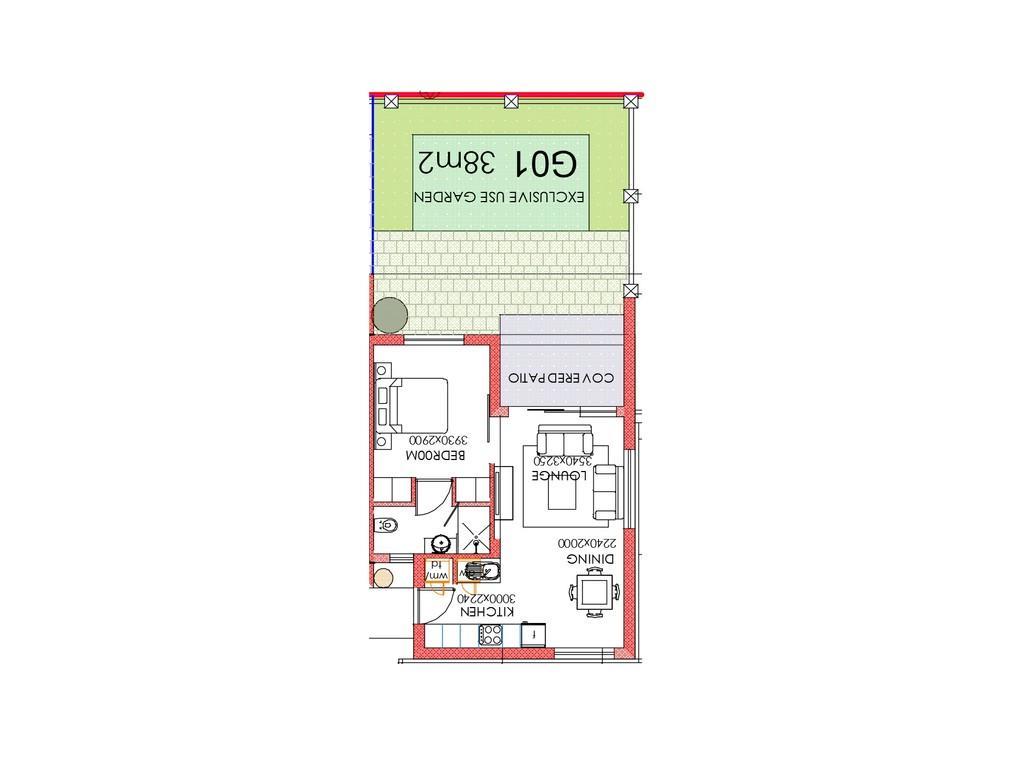 G01 38m2
EXCLUSIVE USE GARDEN
COVERED PATIO
BEDROOM
3930x2900
LOUNGE
3540x3250
DINING
2240x2000
KITCHEN
3000x2240
wm/
td
dw
f